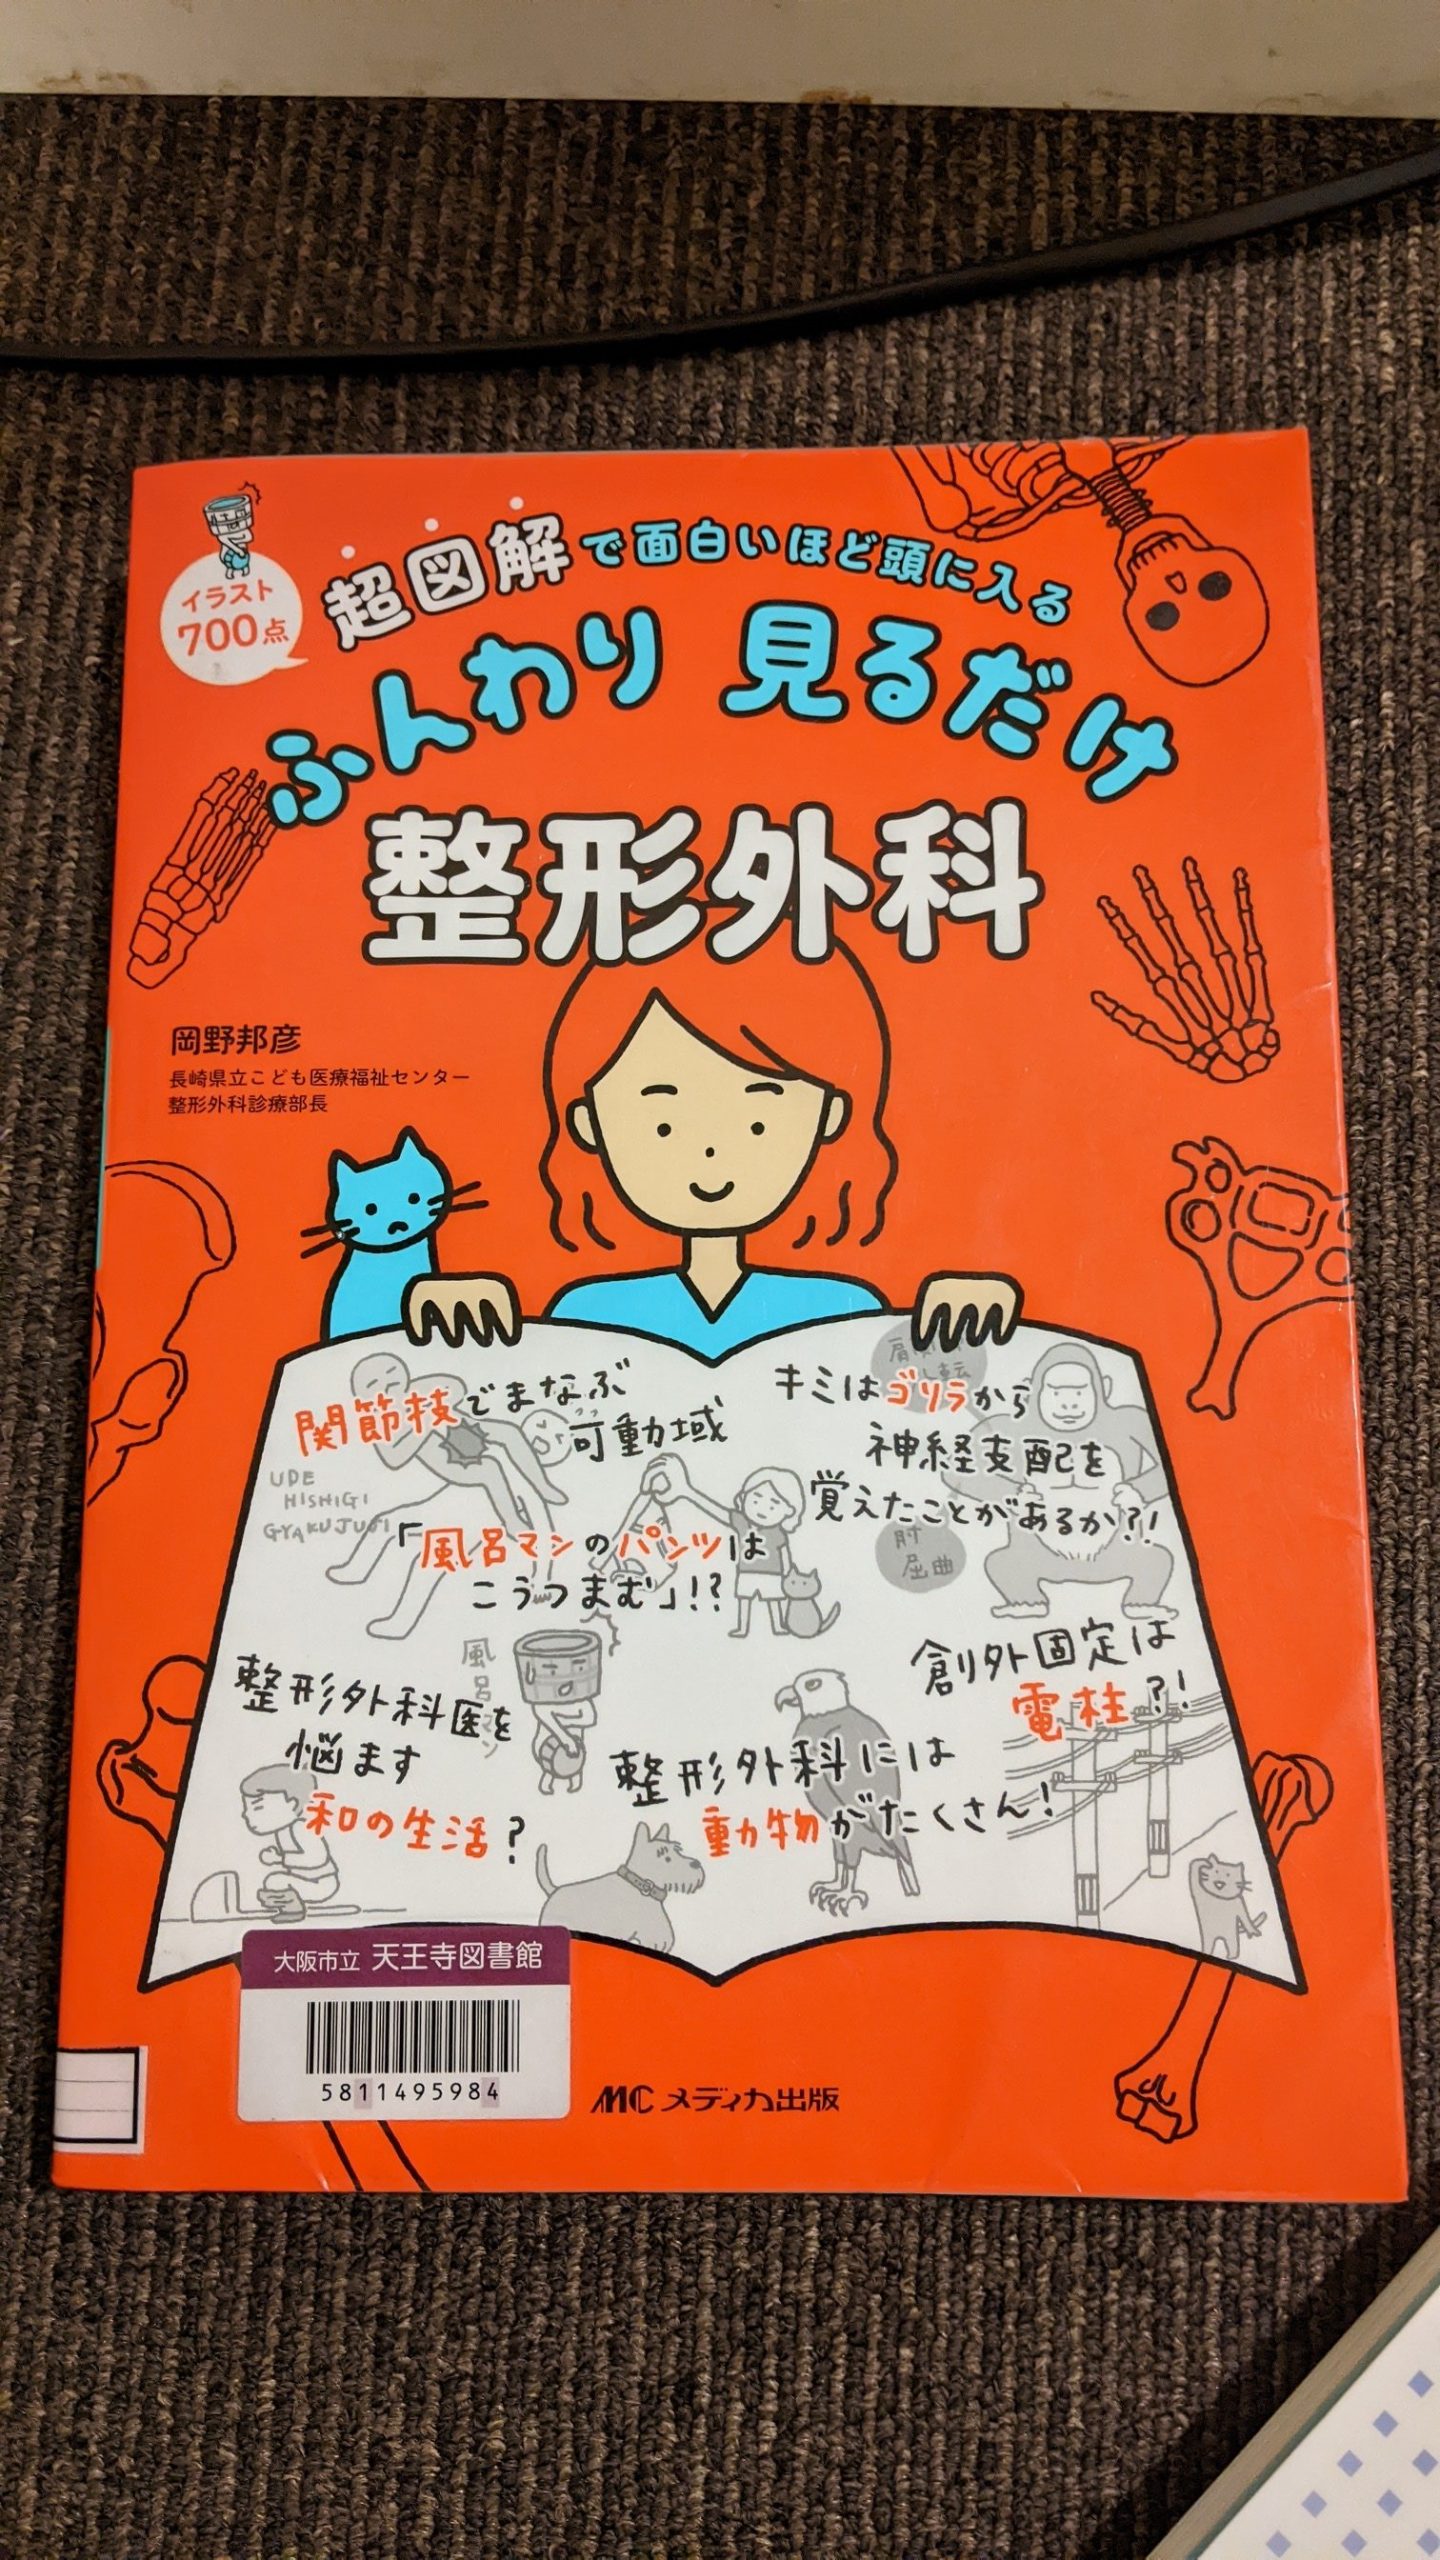 イラスト
700点
超図解で面白いほど頭に入る
ふんわり 見るだけ
整形外科
岡野邦彦
長崎県立こども医療福祉センター
整形外科診療部長
関節技でまなぶ
可動域
UDE
HISHIGI
GYAKUJUJI
キミはゴリラから
神経支配を
覚えたことがあるか?!
肘
屈曲
「風呂マンのパンツは
こうつまむ」!?
風呂マン
整形外科医を
悩ます
和の生活?
創外固定は
電柱?!
整形外科には
動物がたくさん!
大阪市立 天王寺図書館
5811495984
MC メディカ出版